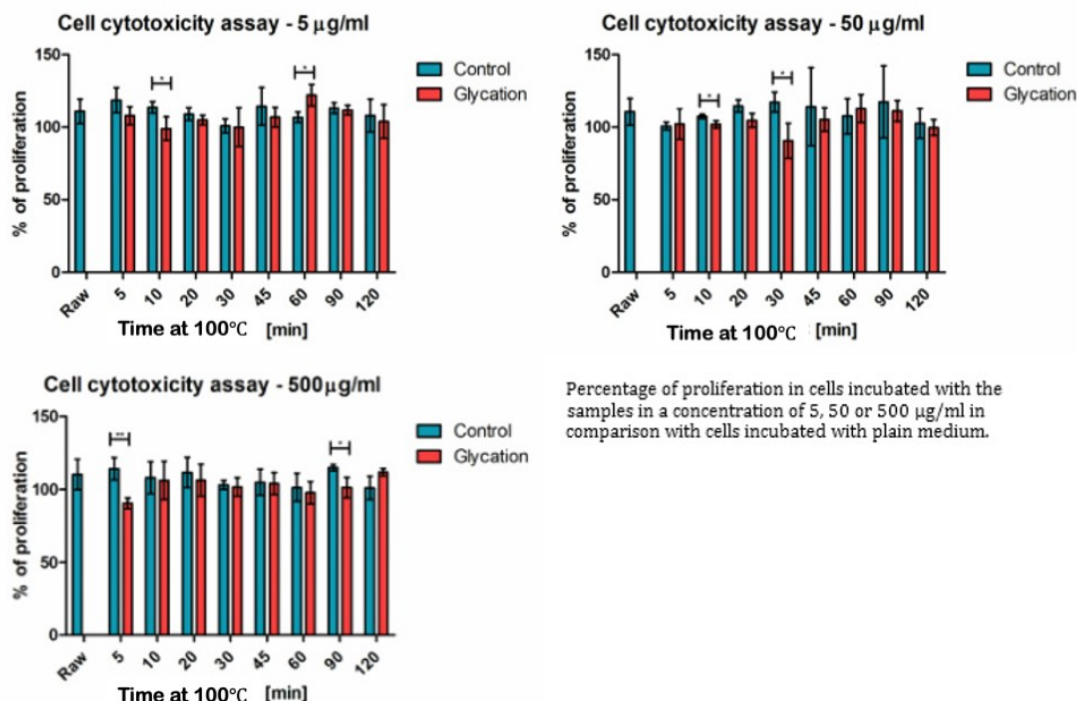 Cell cytotoxicity assay - 5 µg/ml
150
100
50
0
% of proliferation
*
*
Control
Glycation
Raw 5 10 20 30 45 60 90 120
Time at 100°C [min]
Cell cytotoxicity assay - 50 µg/ml
150
100
50
0
% of proliferation
*
*
Control
Glycation
Raw 5 10 20 30 45 60 90 120
Time at 100°C [min]
Cell cytotoxicity assay - 500µg/ml
150
100
50
0
% of proliferation
**
*
Control
Glycation
Raw 5 10 20 30 45 60 90 120
Time at 100°C [min]
Percentage of proliferation in cells incubated with the
samples in a concentration of 5, 50 or 500 µg/ml in
comparison with cells incubated with plain medium.